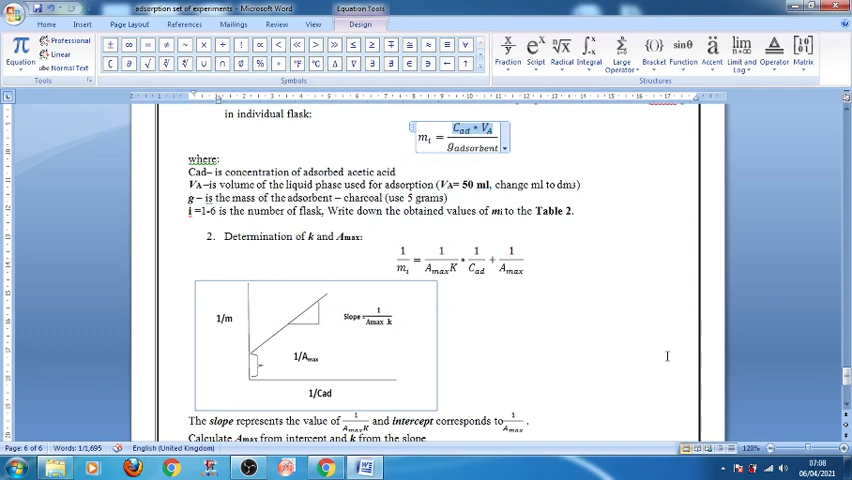 adsorption set of experiments - Microsoft Word
Equation Tools
Home Insert Page Layout References Mailings Review View Design
Equation
Professional
Linear
Normal Text
Tools
± ∞ = ≠ ~ × ÷ ! ∝ < ≪ > ≫ ≤ ≥ ∓ ≅ ≈ ≡
Symbols
Fraction Script Radical Integral Large Operator Bracket Function Accent Limit and Log Operator Matrix
Structures
in individual flask:
mi = Cad * VA / gadsorbent
where:
Cad– is concentration of adsorbed acetic acid
VA –is volume of the liquid phase used for adsorption (VA= 50 ml, change ml to dm3)
g – is the mass of the adsorbent – charcoal (use 5 grams)
i =1-6 is the number of flask, Write down the obtained values of mi to the Table 2.
2. Determination of k and Amax:
1/mi = 1/AmaxK * 1/Cad + 1/Amax
1/m
Slope = 1/Amax .k
1/Amax
1/Cad
The slope represents the value of 1/AmaxK and intercept corresponds to 1/Amax .
Calculate Amax from intercept and k from the slope
Page: 6 of 6 Words: 1/1,695 English (United Kingdom) 120%
07:08
06/04/2021